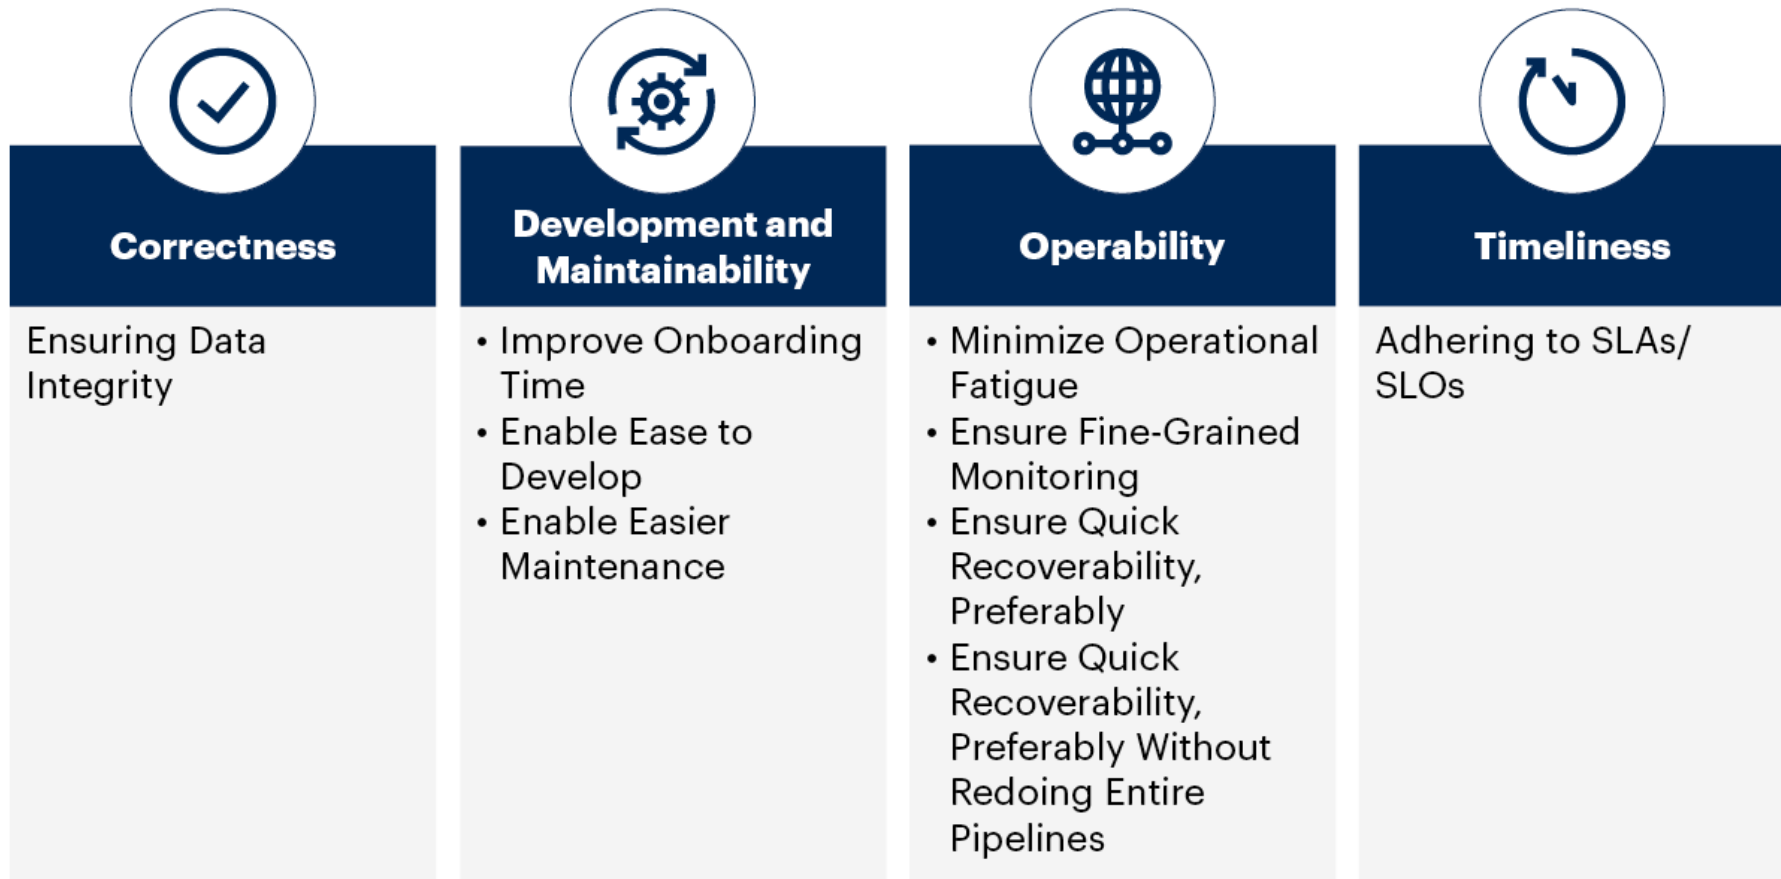 Correctness
Ensuring Data
Integrity
Development and
Maintainability
• Improve Onboarding
Time
• Enable Ease to
Develop
• Enable Easier
Maintenance
Operability
• Minimize Operational
Fatigue
• Ensure Fine-Grained
Monitoring
• Ensure Quick
Recoverability,
Preferably
• Ensure Quick
Recoverability,
Preferably Without
Redoing Entire
Pipelines
Timeliness
Adhering to SLAs/
SLOs